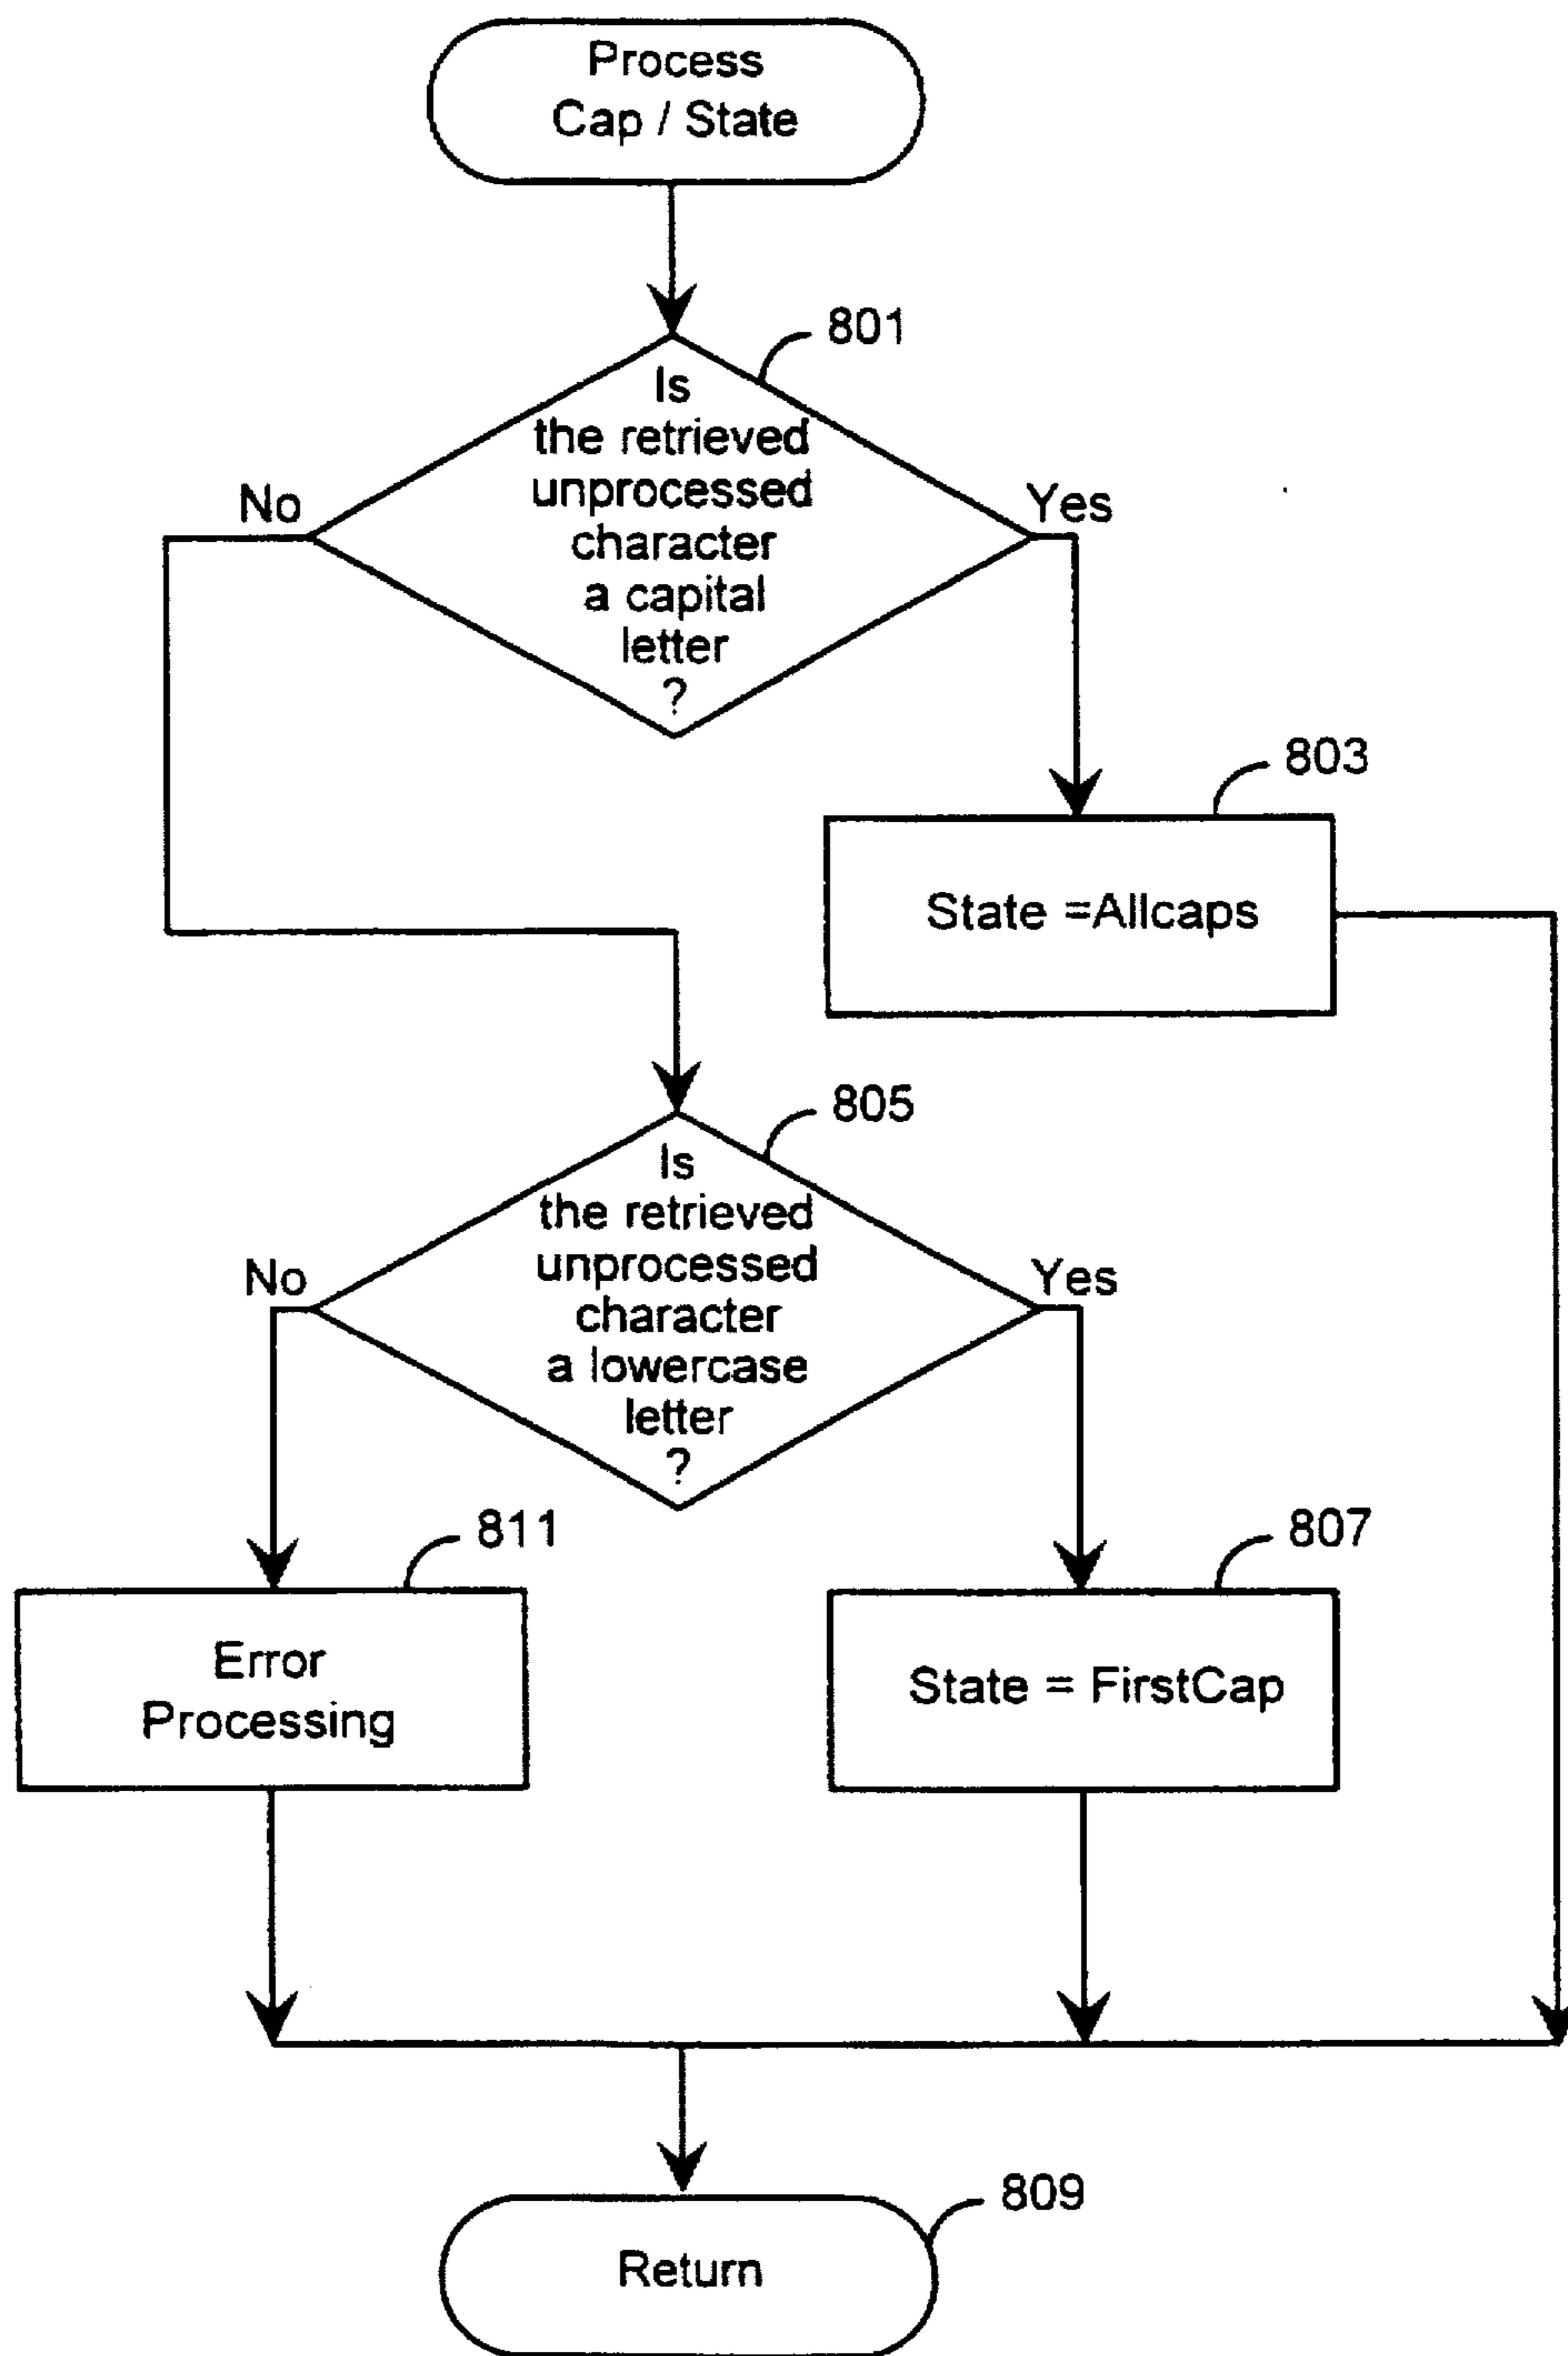 Process
Cap / State
801
Is
the retrieved
unprocessed
character
a capital
letter
?
No
Yes
803
State =Allcaps
805
Is
the retrieved
unprocessed
character
a lowercase
letter
?
No
Yes
811
807
Error
Processing
State = FirstCap
809
Return